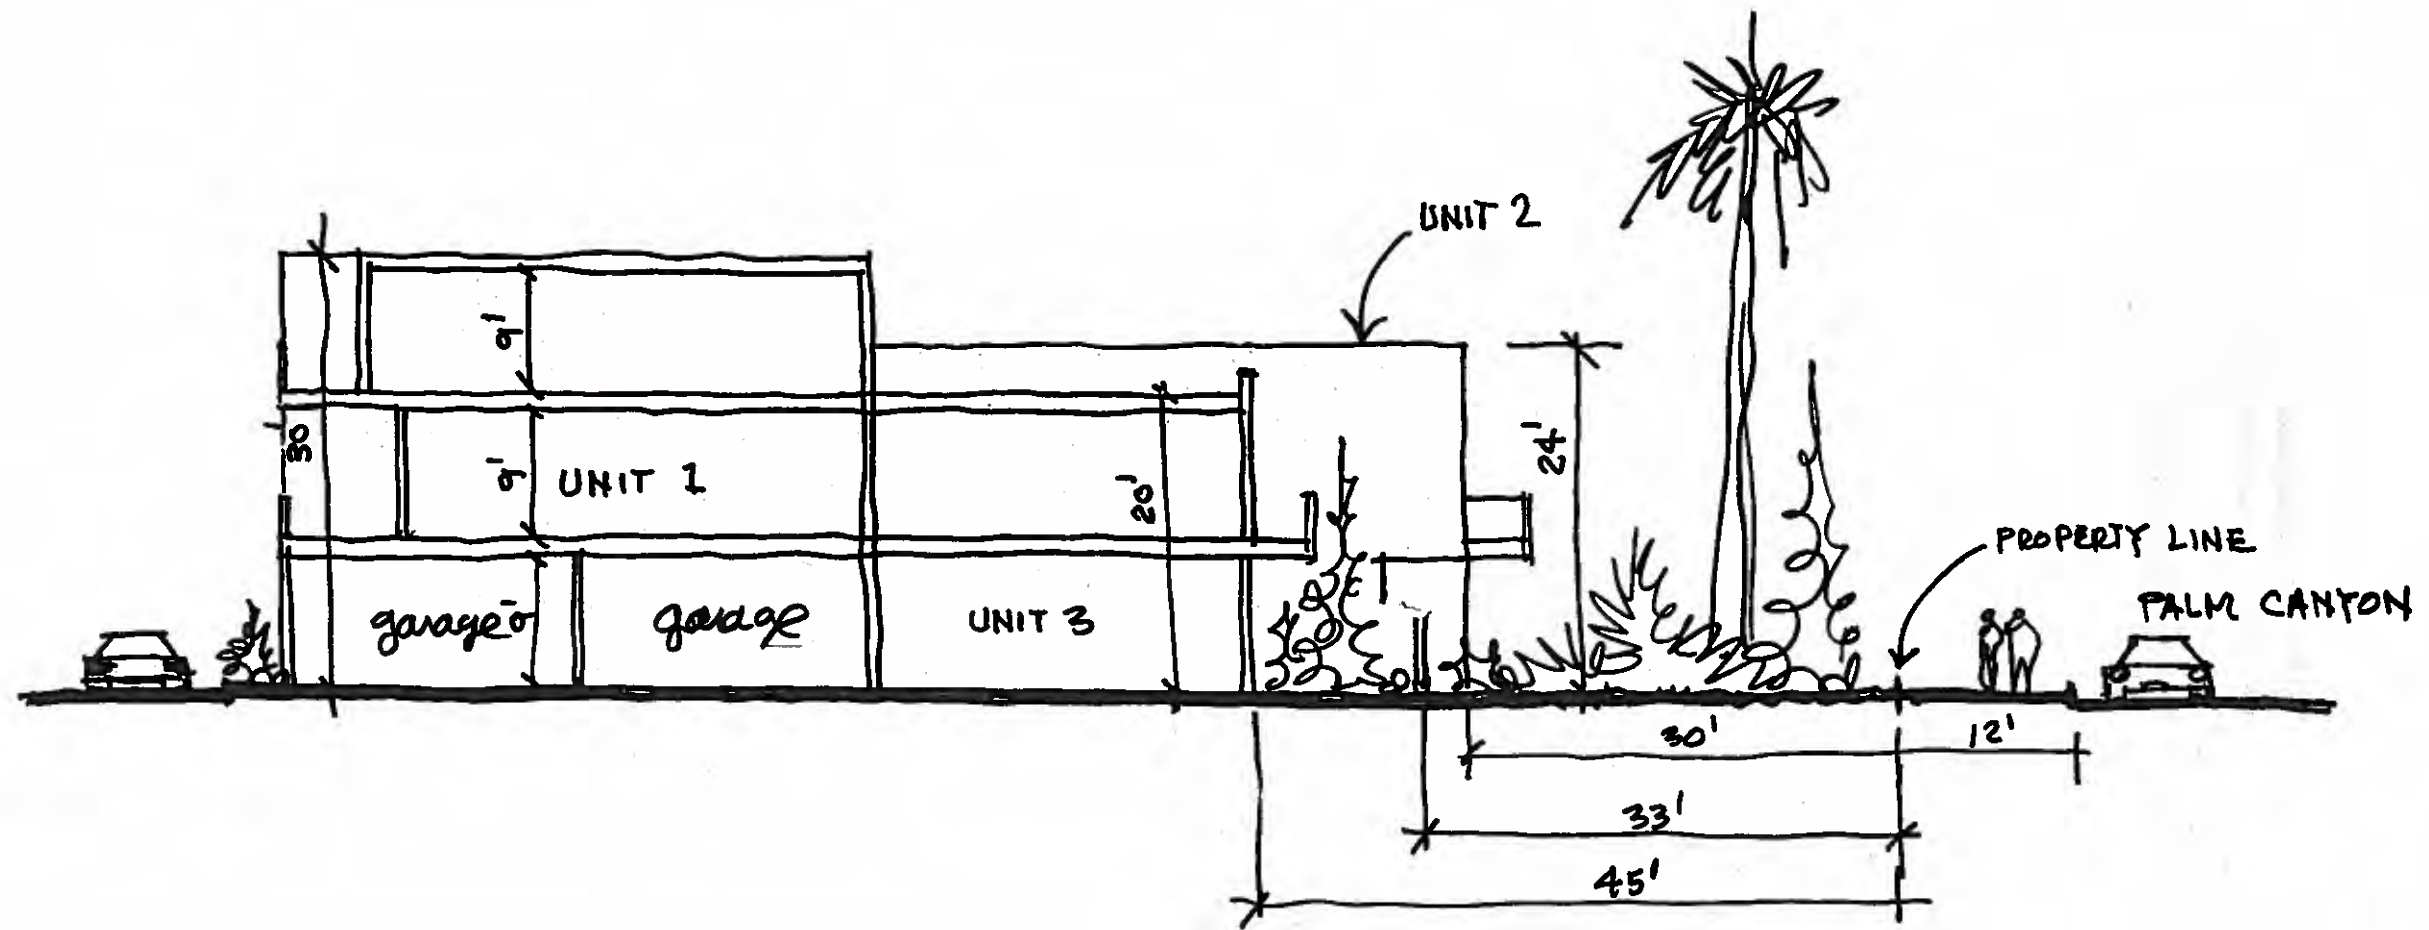 UNIT 2
9'
30
9'
UNIT 1
20'
24'
PROPERTY LINE
PALM CANYON
garage
garage
UNIT 3
30'
12'
33'
45'